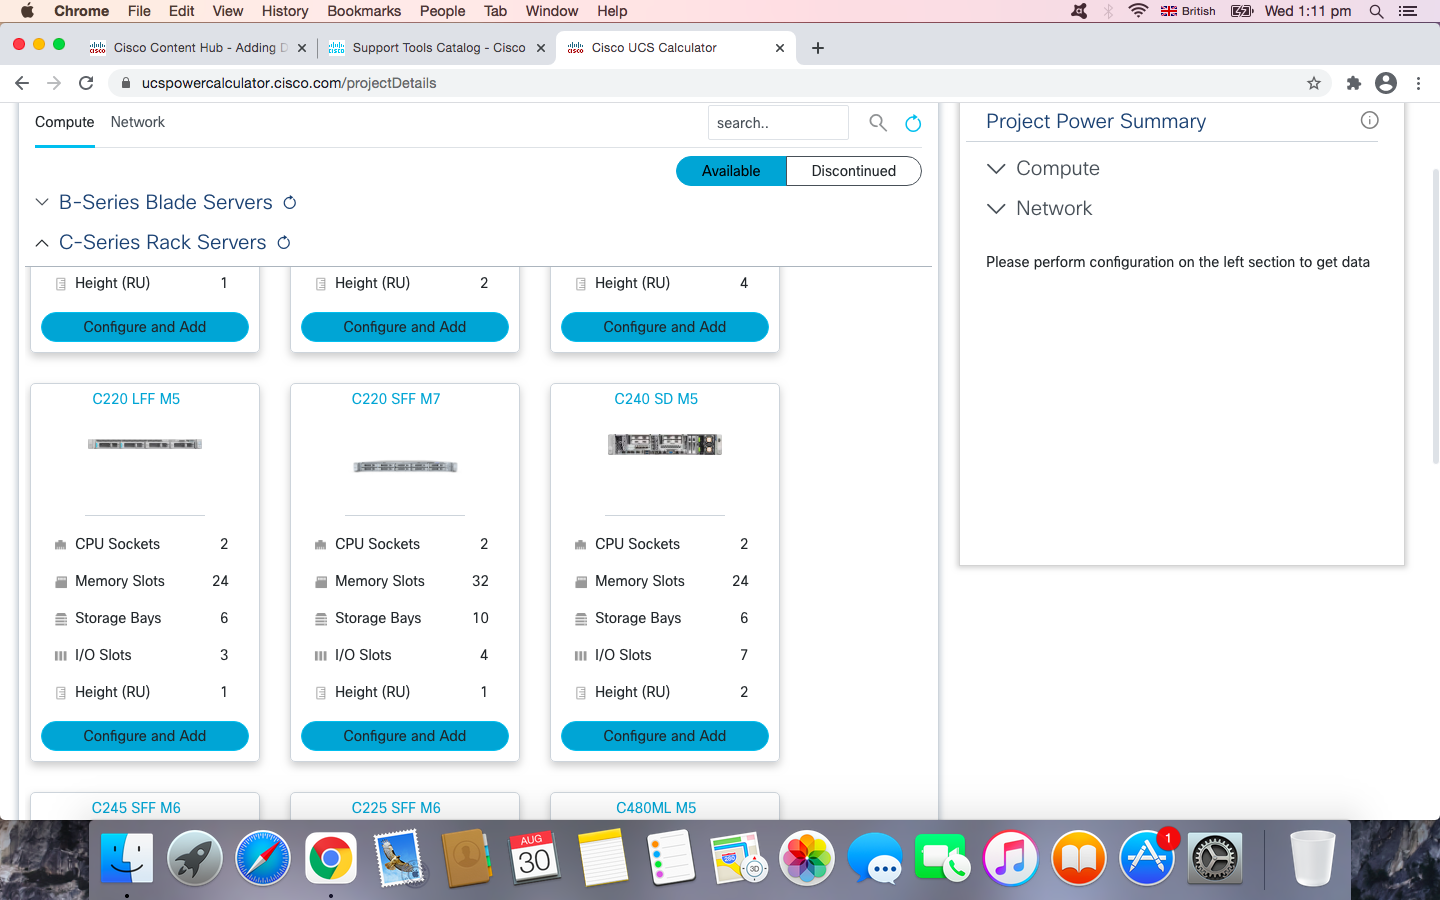 Chrome File Edit View History Bookmarks People Tab Window Help British Wed 1:11 pm
Cisco Content Hub - Adding D Support Tools Catalog - Cisco Cisco UCS Calculator
ucspowercalculator.cisco.com/projectDetails
Compute Network search..
Available Discontinued
B-Series Blade Servers
C-Series Rack Servers
Height (RU) 1 Height (RU) 2 Height (RU) 4
Configure and Add Configure and Add Configure and Add
C220 LFF M5 C220 SFF M7 C240 SD M5
CPU Sockets 2 CPU Sockets 2 CPU Sockets 2
Memory Slots 24 Memory Slots 32 Memory Slots 24
Storage Bays 6 Storage Bays 10 Storage Bays 6
I/O Slots 3 I/O Slots 4 I/O Slots 7
Height (RU) 1 Height (RU) 1 Height (RU) 2
Configure and Add Configure and Add Configure and Add
C245 SFF M6 C225 SFF M6 C480ML M5
Project Power Summary
Compute
Network
Please perform configuration on the left section to get data
AUG
30
280
3D
1